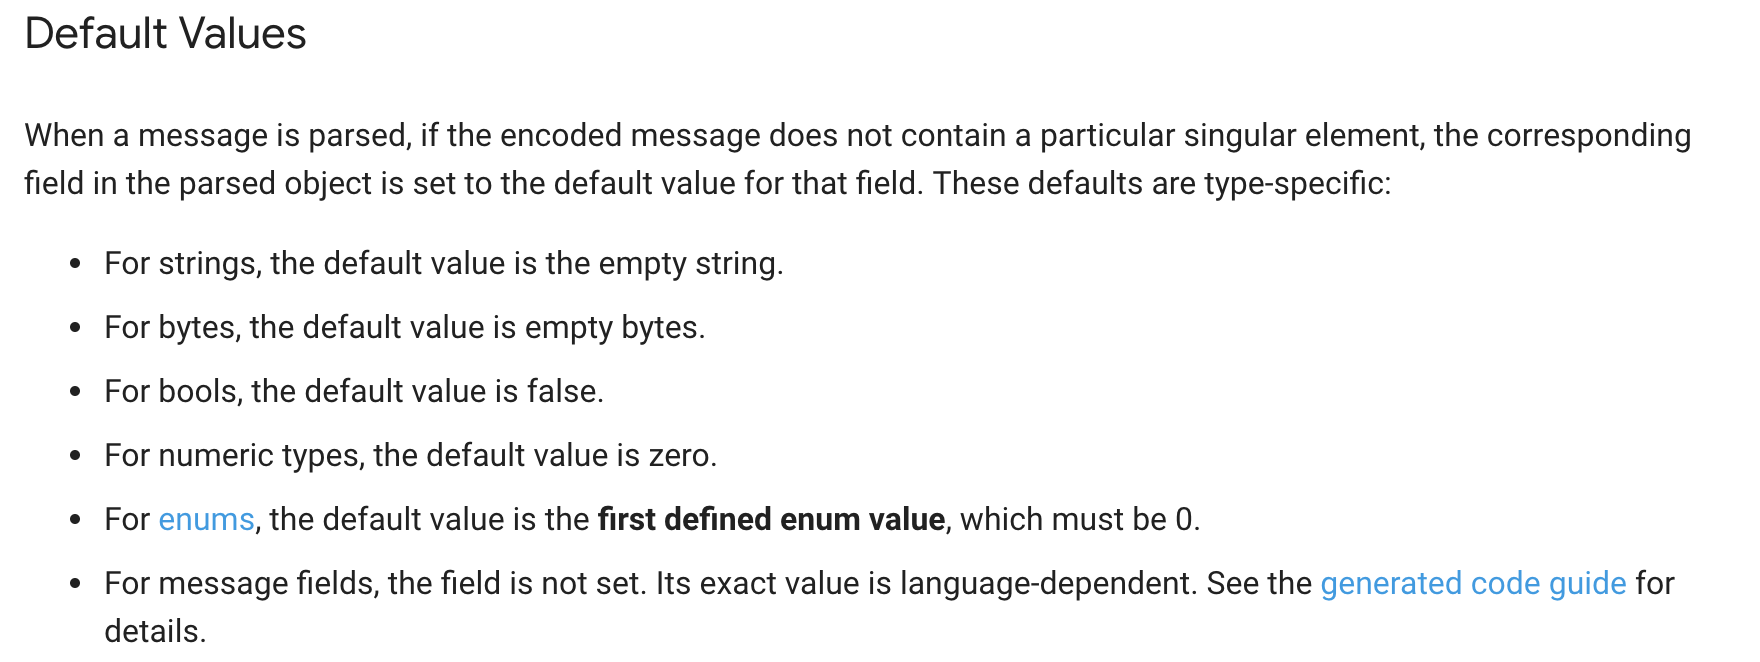 Default Values
When a message is parsed, if the encoded message does not contain a particular singular element, the corresponding
field in the parsed object is set to the default value for that field. These defaults are type-specific:
• For strings, the default value is the empty string.
• For bytes, the default value is empty bytes.
• For bools, the default value is false.
• For numeric types, the default value is zero.
• For enums, the default value is the first defined enum value, which must be 0.
• For message fields, the field is not set. Its exact value is language-dependent. See the generated code guide for
details.